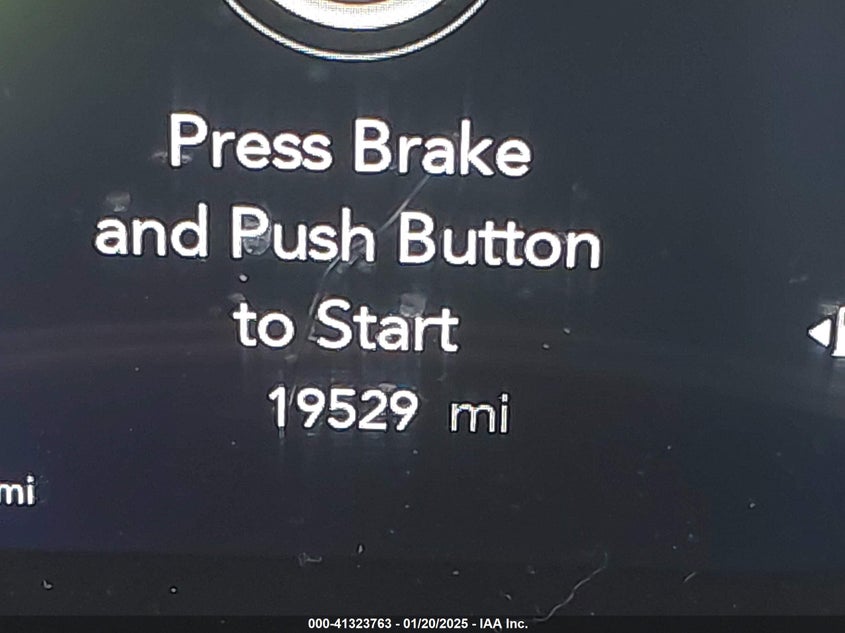 Press Brake
and Push Button
to Start
19529 mi
mi
000-41323763 - 01/20/2025 - IAA Inc.